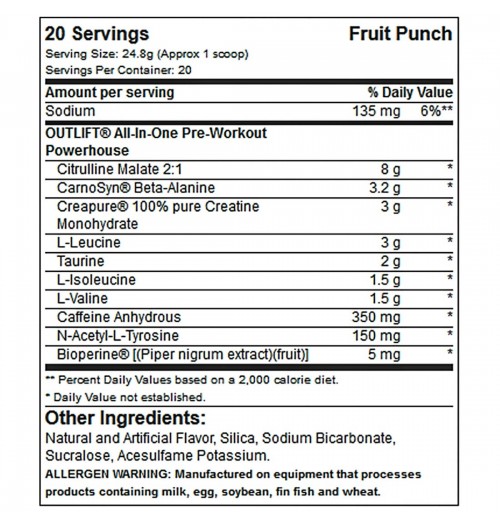 20 Servings Fruit Punch
Serving Size: 24.8g (Approx 1 scoop)
Servings Per Container: 20
Amount per serving % Daily Value
Sodium 135 mg 6%**
OUTLIFT® All-In-One Pre-Workout
Powerhouse
Citrulline Malate 2:1 8 g *
CarnoSyn® Beta-Alanine 3.2 g *
Creapure® 100% pure Creatine 3 g *
Monohydrate
L-Leucine 3 g *
Taurine 2 g *
L-Isoleucine 1.5 g *
L-Valine 1.5 g *
Caffeine Anhydrous 350 mg *
N-Acetyl-L-Tyrosine 150 mg *
Bioperine® [(Piper nigrum extract)(fruit)] 5 mg *
** Percent Daily Values based on a 2,000 calorie diet.
* Daily Value not established.
Other Ingredients:
Natural and Artificial Flavor, Silica, Sodium Bicarbonate,
Sucralose, Acesulfame Potassium.
ALLERGEN WARNING: Manufactured on equipment that processes
products containing milk, egg, soybean, fin fish and wheat.